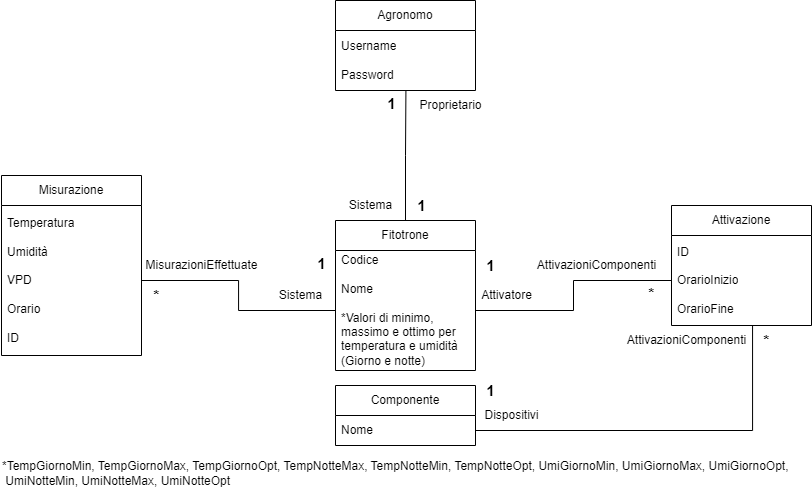 Agronomo
Username
Password
1
Proprietario
Sistema
1
Misurazione
Temperatura
Umidità
VPD
Orario
ID
MisurazioniEffettuate
*
1
Sistema
Fitotrone
Codice
Nome
*Valori di minimo,
massimo e ottimo per
temperatura e umidità
(Giorno e notte)
1
Attivatore
AttivazioniComponenti
*
Attivazione
ID
OrarioInizio
OrarioFine
AttivazioniComponenti
*
Componente
Nome
1
Dispositivi
*TempGiornoMin, TempGiornoMax, TempGiornoOpt, TempNotteMax, TempNotteMin, TempNotteOpt, UmiGiornoMin, UmiGiornoMax, UmiGiornoOpt,
UmiNotteMin, UmiNotteMax, UmiNotteOpt